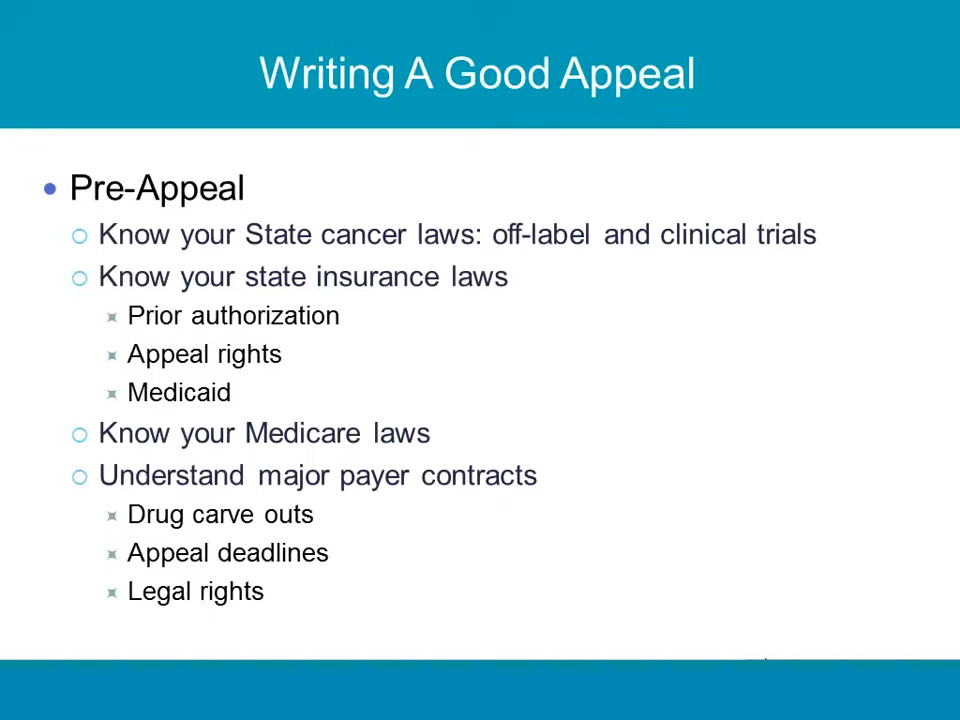 Writing A Good Appeal
Pre-Appeal
Know your State cancer laws: off-label and clinical trials
Know your state insurance laws
Prior authorization
Appeal rights
Medicaid
Know your Medicare laws
Understand major payer contracts
Drug carve outs
Appeal deadlines
Legal rights